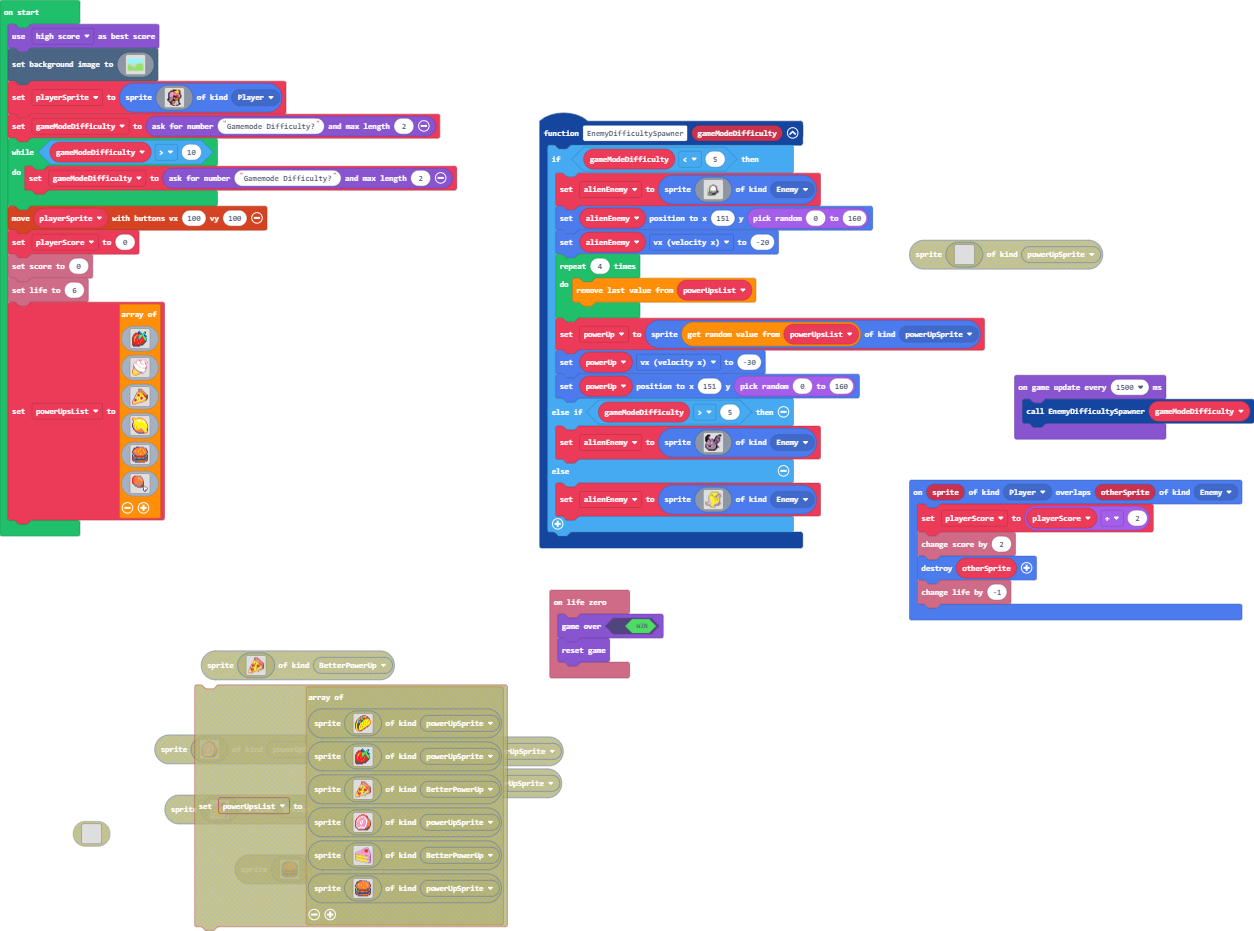 on start
use high score as best score
set background image to
set playerSprite to sprite of kind Player
set gameModeDifficulty to ask for number "Gamemode Difficulty?" and max length 2
while gameModeDifficulty > 10
do set gameModeDifficulty to ask for number "Gamemode Difficulty?" and max length 2
move playerSprite with buttons vx 100 vy 100
set playerScore to 0
set score to 0
set life to 6
set powerUpsList to array of
function EnemyDifficultySpawner gameModeDifficulty
if gameModeDifficulty < 5 then
set alienEnemy to sprite of kind Enemy
set alienEnemy position to x 151 y pick random 0 to 160
set alienEnemy vx (velocity x) to -20
repeat 4 times
do remove last value from powerUpsList
set powerUp to sprite get random value from powerUpsList of kind powerUpSprite
set powerUp vx (velocity x) to -30
set powerUp position to x 151 y pick random 0 to 160
else if gameModeDifficulty > 5 then
set alienEnemy to sprite of kind Enemy
else
set alienEnemy to sprite of kind Enemy
sprite of kind powerUpSprite
on game update every 1500 ms
call EnemyDifficultySpawner gameModeDifficulty
on sprite of kind Player overlaps otherSprite of kind Enemy
set playerScore to playerScore + 2
change score by 2
destroy otherSprite
change life by -1
on life zero
game over WIN
reset game
sprite of kind BetterPowerUp
set powerUpsList to array of
sprite of kind powerUpSprite
sprite of kind powerUpSprite
sprite of kind BetterPowerUp
sprite of kind powerUpSprite
sprite of kind BetterPowerUp
sprite of kind powerUpSprite
sprite of kind
rUpSprite
UpSprite
sprite
sprite